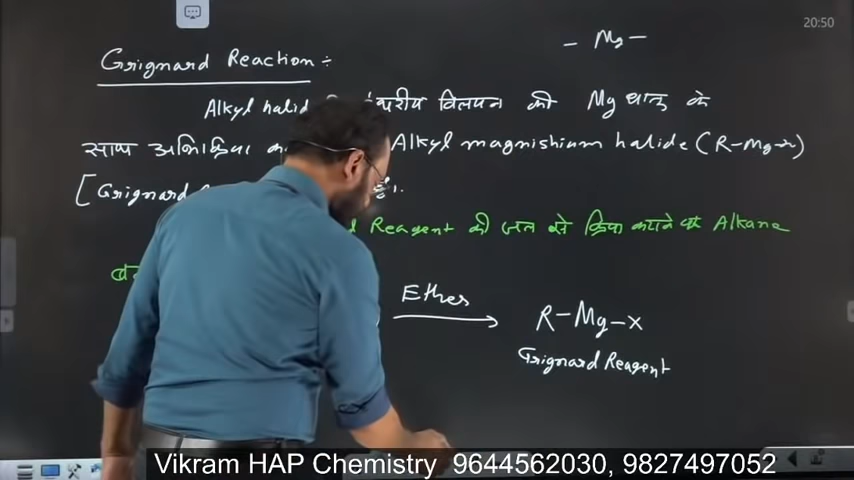 20:50
– Mg –
Grignard Reaction :-
Alkyl halid ईथरीय विलयन की Mg धातु के
साथ अभिक्रिया Alkyl magnishium halide (R-Mg-x)
[Grignard है।
Reagent की जल से क्रिया कराने पर Alkane
Ether
R-Mg-X
Grignard Reagent
Vikram HAP Chemistry 9644562030, 9827497052